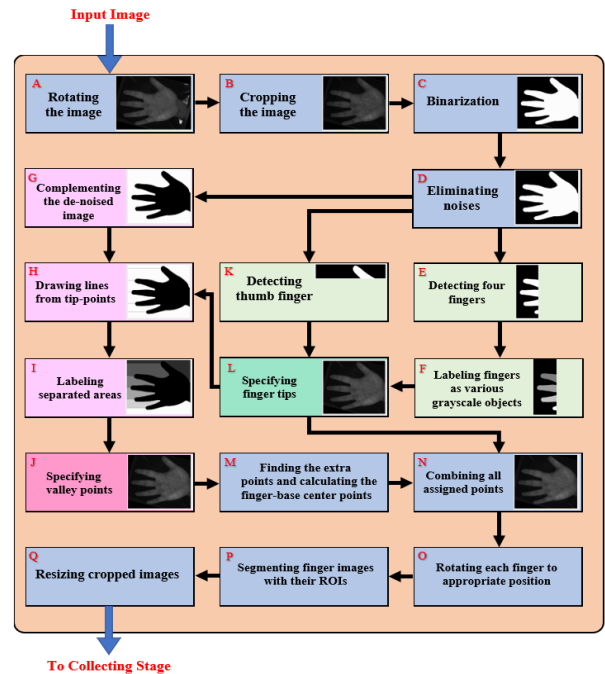 Input Image
A
Rotating
the image
B
Cropping
the image
C
Binarization
G
Complementing
the de-noised
image
D
Eliminating
noises
H
Drawing lines
from tip-points
K
Detecting
thumb finger
E
Detecting four
fingers
I
Labeling
separated areas
L
Specifying
finger tips
F
Labeling fingers
as various
grayscale objects
J
Specifying
valley points
M
Finding the extra
points and calculating the
finger-base center points
N
Combining all
assigned points
Q
Resizing cropped images
P
Segmenting finger images
with their ROIs
O
Rotating each finger to
appropriate position
To Collecting Stage